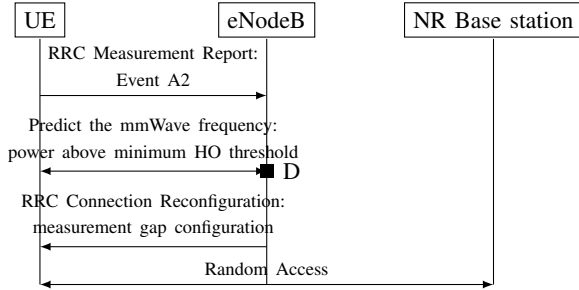 UE eNodeB NR Base station
RRC Measurement Report:
Event A2
Predict the mmWave frequency:
power above minimum HO threshold
D
RRC Connection Reconfiguration:
measurement gap configuration
Random Access